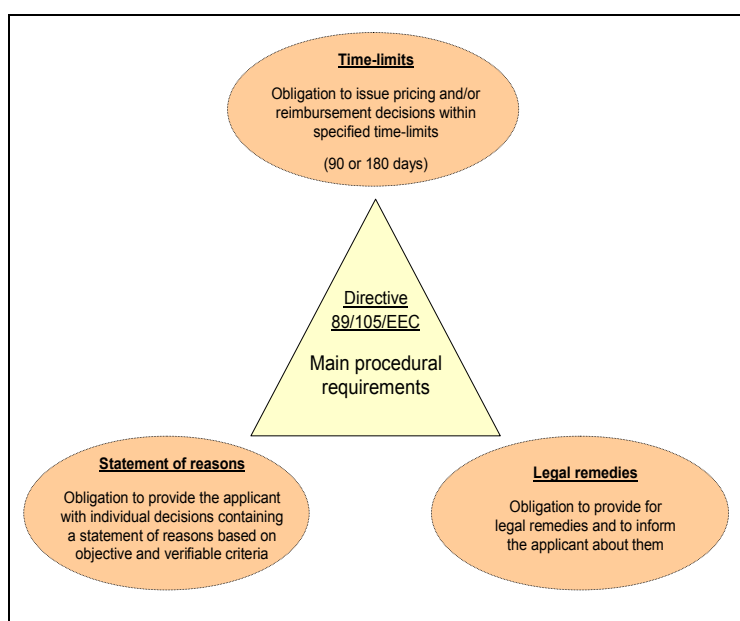 Time-limits
Obligation to issue pricing and/or
reimbursement decisions within
specified time-limits
(90 or 180 days)
Directive
89/105/EEC
Main procedural
requirements
Statement of reasons
Obligation to provide the applicant
with individual decisions containing
a statement of reasons based on
objective and verifiable criteria
Legal remedies
Obligation to provide for
legal remedies and to inform
the applicant about them